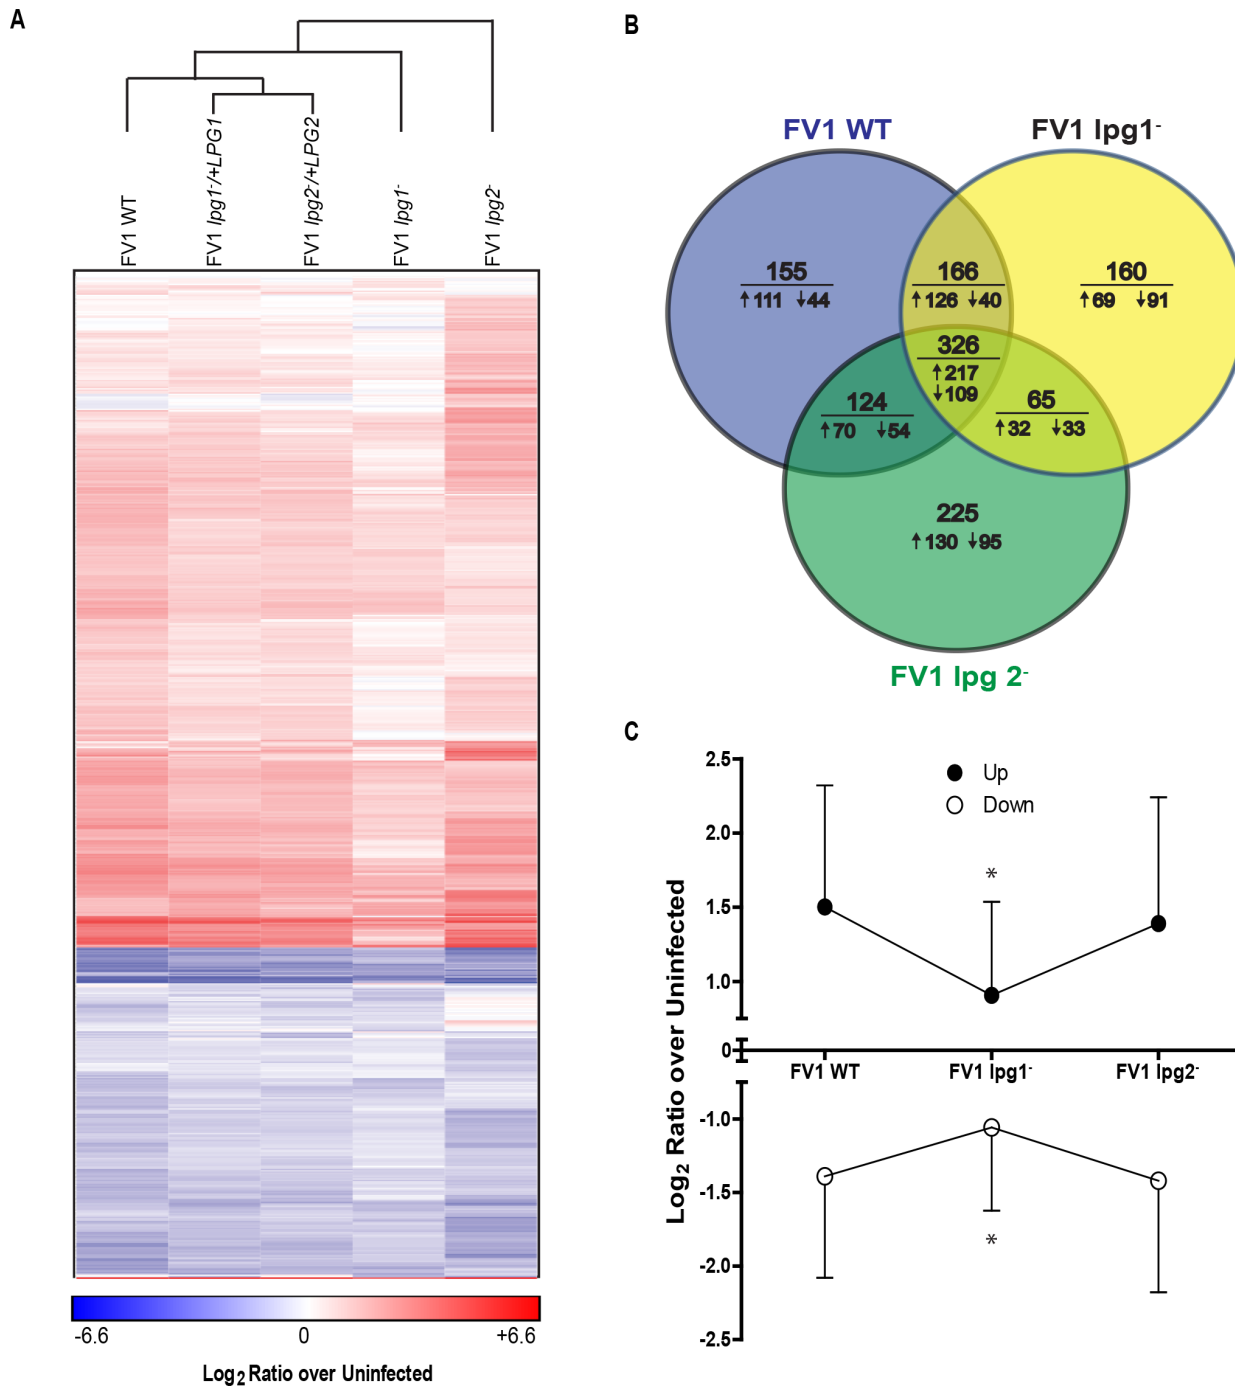 A
FV1 WT
FV1 lpg1⁻/+LPG1
FV1 lpg2⁻/+LPG2
FV1 lpg1⁻
FV1 lpg2⁻
-6.6
0
+6.6
Log₂ Ratio over Uninfected
B
FV1 WT
FV1 lpg1⁻
155
↑111 ↓44
166
↑126 ↓40
160
↑69 ↓91
326
↑217
↓109
124
↑70 ↓54
65
↑32 ↓33
225
↑130 ↓95
FV1 lpg 2⁻
C
Log₂ Ratio over Uninfected
2.5
2.0
1.5
1.0
0
-1.0
-1.5
-2.0
-2.5
Up
Down
*
FV1 WT
FV1 lpg1⁻
FV1 lpg2⁻
*